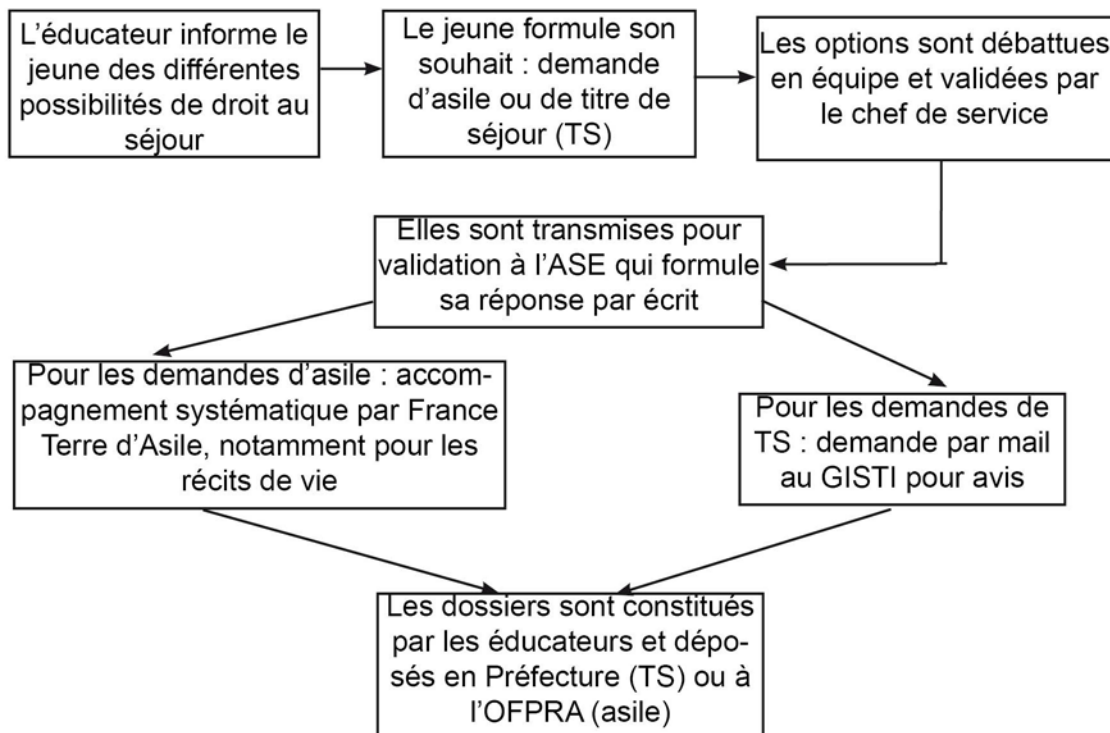 L'éducateur informe le
jeune des différentes
possibilités de droit au
séjour
Le jeune formule son
souhait : demande
d'asile ou de titre de
séjour (TS)
Les options sont débattues
en équipe et validées par
le chef de service
Elles sont transmises pour
validation à l'ASE qui formule
sa réponse par écrit
Pour les demandes d'asile : accom-
pagnement systématique par France
Terre d'Asile, notamment pour les
récits de vie
Pour les demandes de
TS : demande par mail
au GISTI pour avis
Les dossiers sont constitués
par les éducateurs et dépo-
sés en Préfecture (TS) ou à
l'OFPRA (asile)